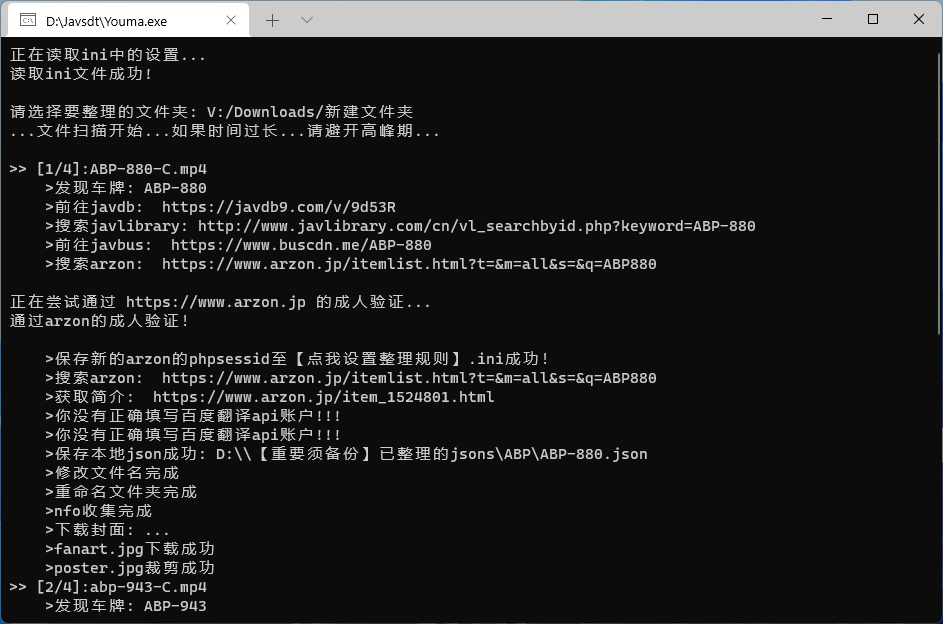 D:\Javsdt\Youma.exe
正在读取ini中的设置...
读取ini文件成功!
请选择要整理的文件夹: V:/Downloads/新建文件夹
...文件扫描开始...如果时间过长...请避开高峰期...
>> [1/4]:ABP-880-C.mp4
>发现车牌: ABP-880
>前往javdb:  https://javdb9.com/v/9d53R
>搜索javlibrary: http://www.javlibrary.com/cn/vl_searchbyid.php?keyword=ABP-880
>前往javbus:  https://www.buscdn.me/ABP-880
>搜索arzon:  https://www.arzon.jp/itemlist.html?t=&m=all&s=&q=ABP880
正在尝试通过 https://www.arzon.jp 的成人验证...
通过arzon的成人验证!
>保存新的arzon的phpsessid至【点我设置整理规则】.ini成功!
>搜索arzon:  https://www.arzon.jp/itemlist.html?t=&m=all&s=&q=ABP880
>获取简介:  https://www.arzon.jp/item_1524801.html
>你没有正确填写百度翻译api账户!!!
>你没有正确填写百度翻译api账户!!!
>保存本地json成功: D:\\【重要须备份】已整理的jsons\ABP\ABP-880.json
>修改文件名完成
>重命名文件夹完成
>nfo收集完成
>下载封面: ...
>fanart.jpg下载成功
>poster.jpg裁剪成功
>> [2/4]:abp-943-C.mp4
>发现车牌: ABP-943